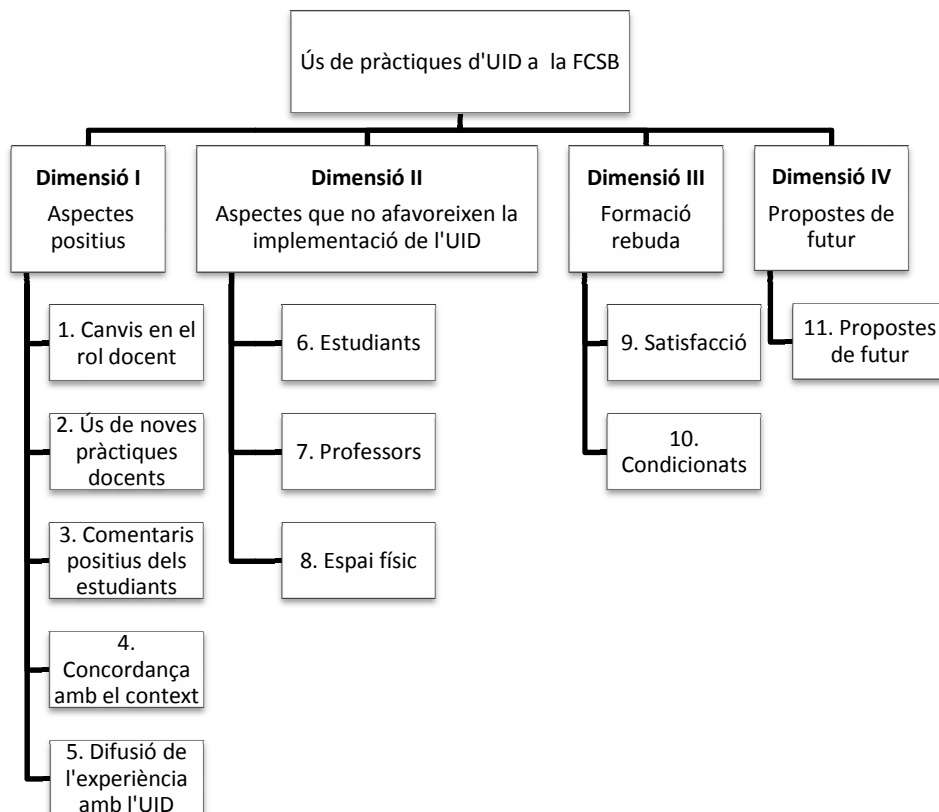 Ús de pràctiques d'UID a la FCSB
Dimensió I
Aspectes
positius
Dimensió II
Aspectes que no afavoreixen la
implementació de l'UID
Dimensió III
Formació
rebuda
Dimensió IV
Propostes de
futur
1. Canvis en el
rol docent
2. Ús de noves
pràctiques
docents
3. Comentaris
positius dels
estudiants
4.
Concordança
amb el context
5. Difusió de
l'experiència
amb l'UID
6. Estudiants
7. Professors
8. Espai físic
9. Satisfacció
10.
Condicionats
11. Propostes
de futur